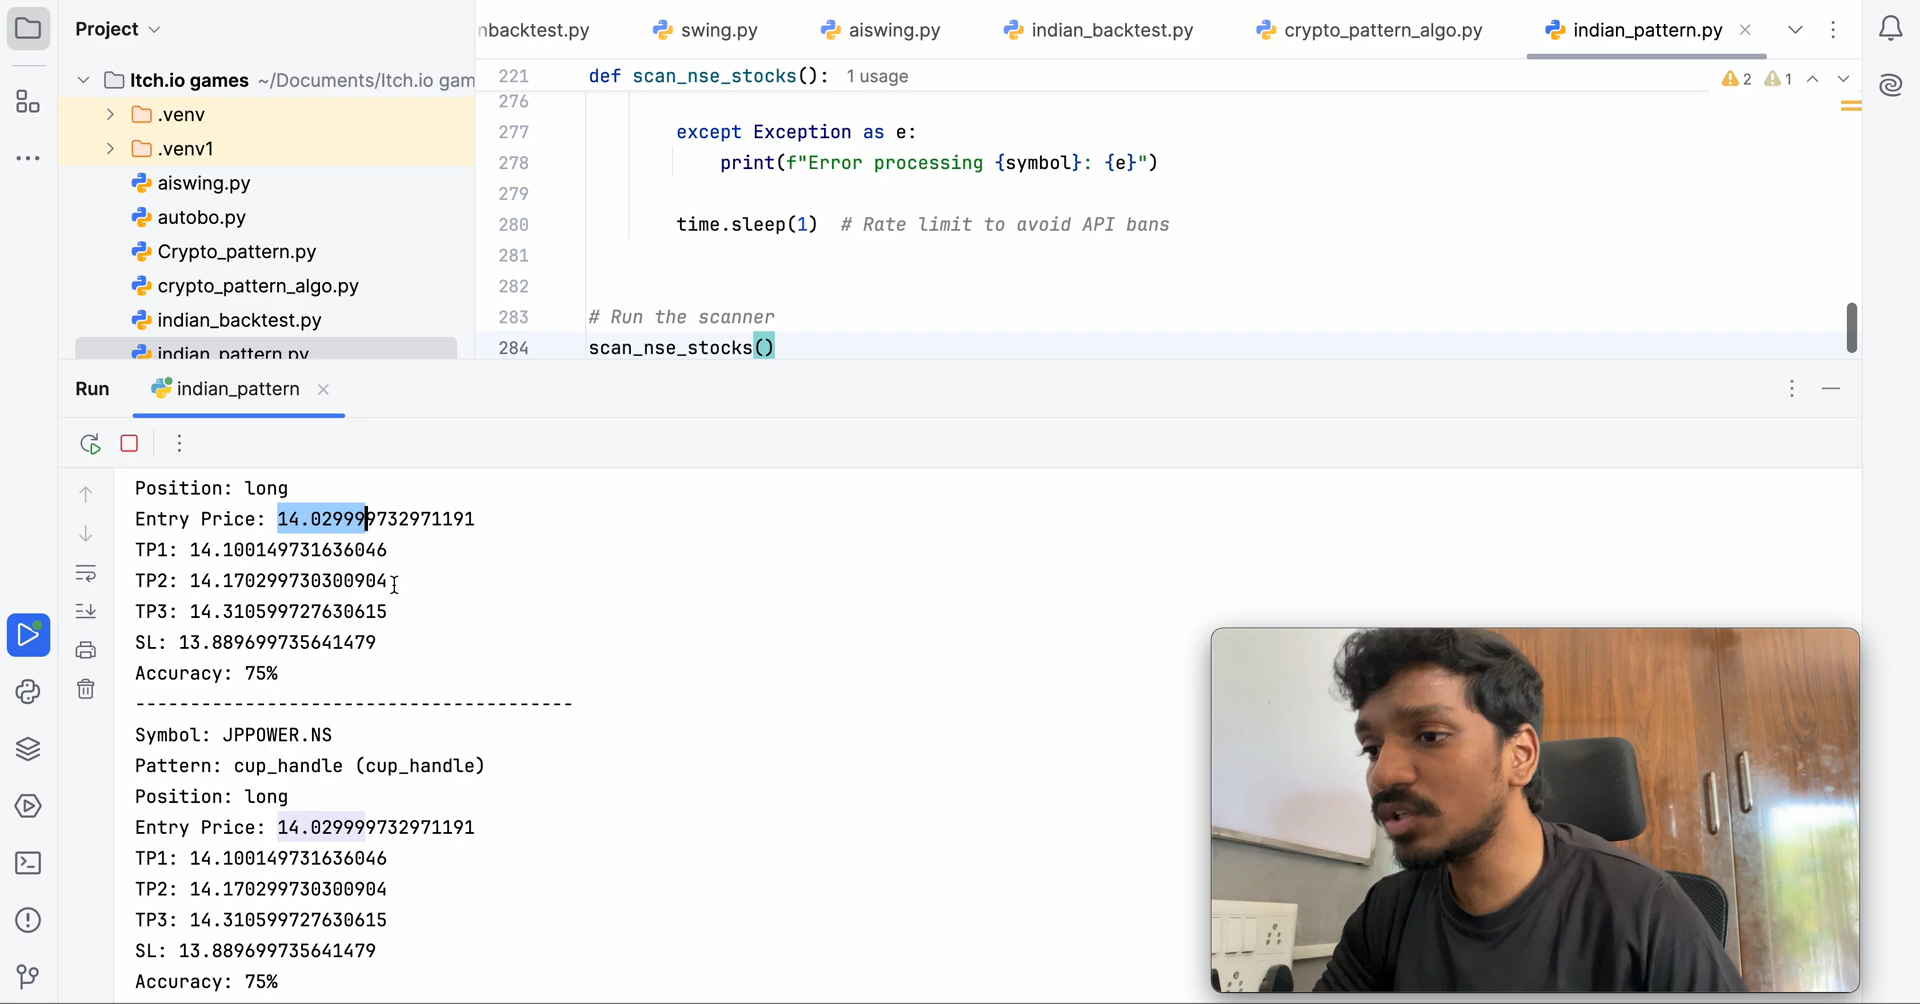 Project
nbacktest.py
swing.py
aiswing.py
indian_backtest.py
crypto_pattern_algo.py
indian_pattern.py
Itch.io games ~/Documents/Itch.io gam
.venv
.venv1
aiswing.py
autobo.py
Crypto_pattern.py
crypto_pattern_algo.py
indian_backtest.py
indian_pattern.py
221 def scan_nse_stocks(): 1 usage
2 1
276
277 except Exception as e:
278 print(f"Error processing {symbol}: {e}")
279
280 time.sleep(1) # Rate limit to avoid API bans
281
282
283 # Run the scanner
284 scan_nse_stocks()
Run indian_pattern
Position: long
Entry Price: 14.029999732971191
TP1: 14.100149731636046
TP2: 14.170299730300904
TP3: 14.310599727630615
SL: 13.889699735641479
Accuracy: 75%
----------------------------------------
Symbol: JPPOWER.NS
Pattern: cup_handle (cup_handle)
Position: long
Entry Price: 14.029999732971191
TP1: 14.100149731636046
TP2: 14.170299730300904
TP3: 14.310599727630615
SL: 13.889699735641479
Accuracy: 75%